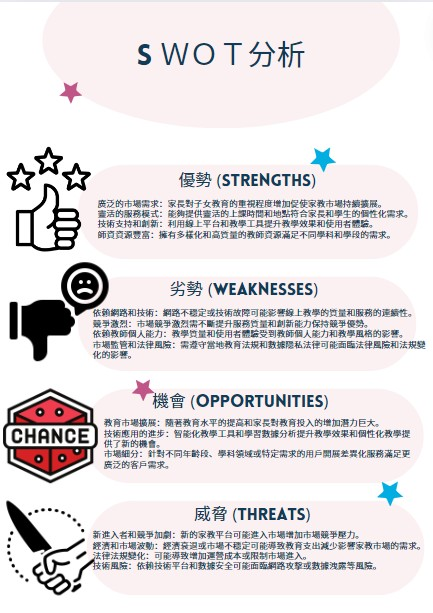 S WOT分析
優勢 (STRENGTHS)
廣泛的市場需求：家長對子女教育的重視程度增加促使家教市場持續擴展。
靈活的服務模式：能夠提供靈活的上課時間和地點符合家長和學生的個性化需求。
技術支持和創新：利用線上平台和教學工具提升教學效果和使用者體驗。
師資資源豐富：擁有多樣化和高質量的教師資源滿足不同學科和學段的需求。
劣勢 (WEAKNESSES)
依賴網路和技術：網路不穩定或技術故障可能影響線上教學的質量和服務的連續性。
競爭激烈：市場競爭激烈需不斷提升服務質量和創新能力保持競爭優勢。
依賴教師個人能力：教學質量和使用者體驗受到教師個人能力和教學風格的影響。
市場監管和法律風險：需遵守當地教育法規和數據隱私法律可能面臨法律風險和法規變
化的影響。
機會 (OPPORTUNITIES)
CHANCE
教育市場擴展：隨著教育水平的提高和家長對教育投入的增加潛力巨大。
技術應用的進步：智能化教學工具和學習數據分析提升教學效果和個性化教學提
供了新的機會。
市場細分：針對不同年齡段、學科領域或特定需求的用戶開展差異化服務滿足更
廣泛的客戶需求。
威脅 (THREATS)
新進入者和競爭加劇：新的家教平台可能進入市場增加市場競爭壓力。
經濟和市場波動：經濟衰退或市場不穩定可能導致教育支出減少影響家教市場的需求。
法律法規變化：可能導致增加運營成本或限制市場進入。
技術風險：依賴技術平台和數據安全可能面臨網路攻擊或數據洩露等風險。